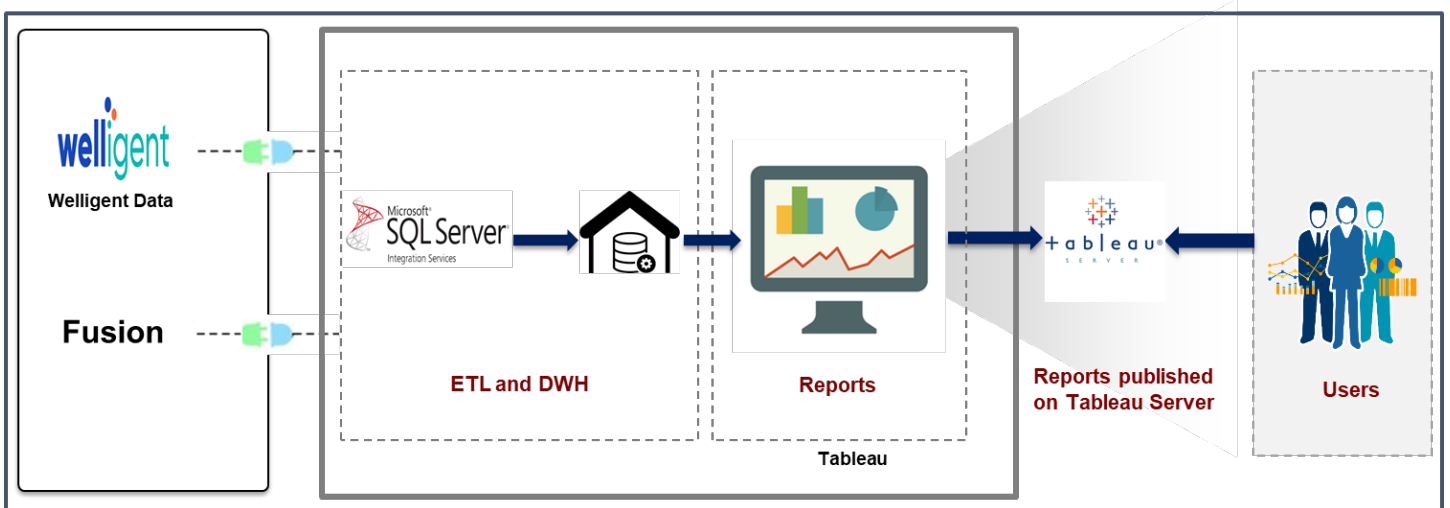 welligent
Welligent Data
Fusion
Microsoft®
SQL Server®
Integration Services
ETL and DWH
Reports
Tableau
tableau®
SERVER
Reports published
on Tableau Server
Users